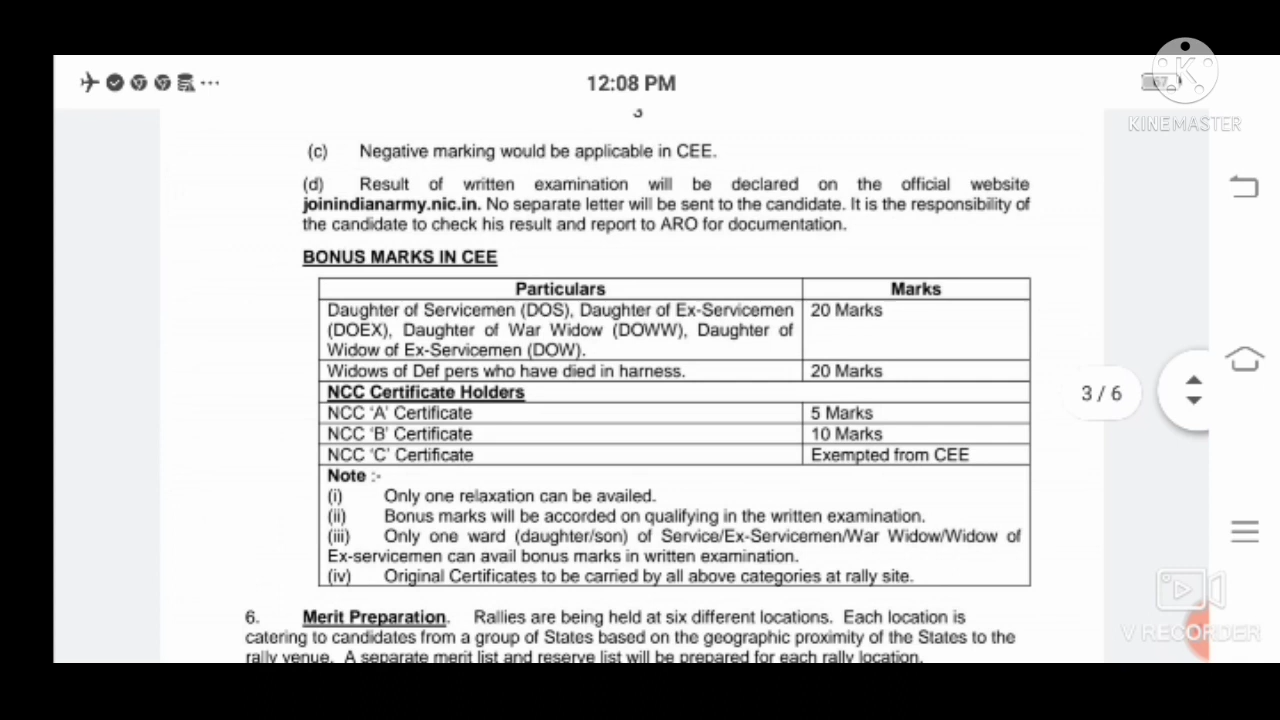 12:08 PM
67
KINEMASTER
(c) Negative marking would be applicable in CEE.
(d) Result of written examination will be declared on the official website
joinindianarmy.nic.in. No separate letter will be sent to the candidate. It is the responsibility of
the candidate to check his result and report to ARO for documentation.
BONUS MARKS IN CEE
Particulars Marks
Daughter of Servicemen (DOS), Daughter of Ex-Servicemen 20 Marks
(DOEX), Daughter of War Widow (DOWW), Daughter of
Widow of Ex-Servicemen (DOW).
Widows of Def pers who have died in harness. 20 Marks
NCC Certificate Holders
NCC 'A' Certificate 5 Marks
NCC 'B' Certificate 10 Marks
NCC 'C' Certificate Exempted from CEE
Note :-
(i) Only one relaxation can be availed.
(ii) Bonus marks will be accorded on qualifying in the written examination.
(iii) Only one ward (daughter/son) of Service/Ex-Servicemen/War Widow/Widow of
Ex-servicemen can avail bonus marks in written examination.
(iv) Original Certificates to be carried by all above categories at rally site.
3 / 6
6. Merit Preparation. Rallies are being held at six different locations. Each location is
catering to candidates from a group of States based on the geographic proximity of the States to the
rally venue. A separate merit list and reserve list will be prepared for each rally location.
V RECORDER